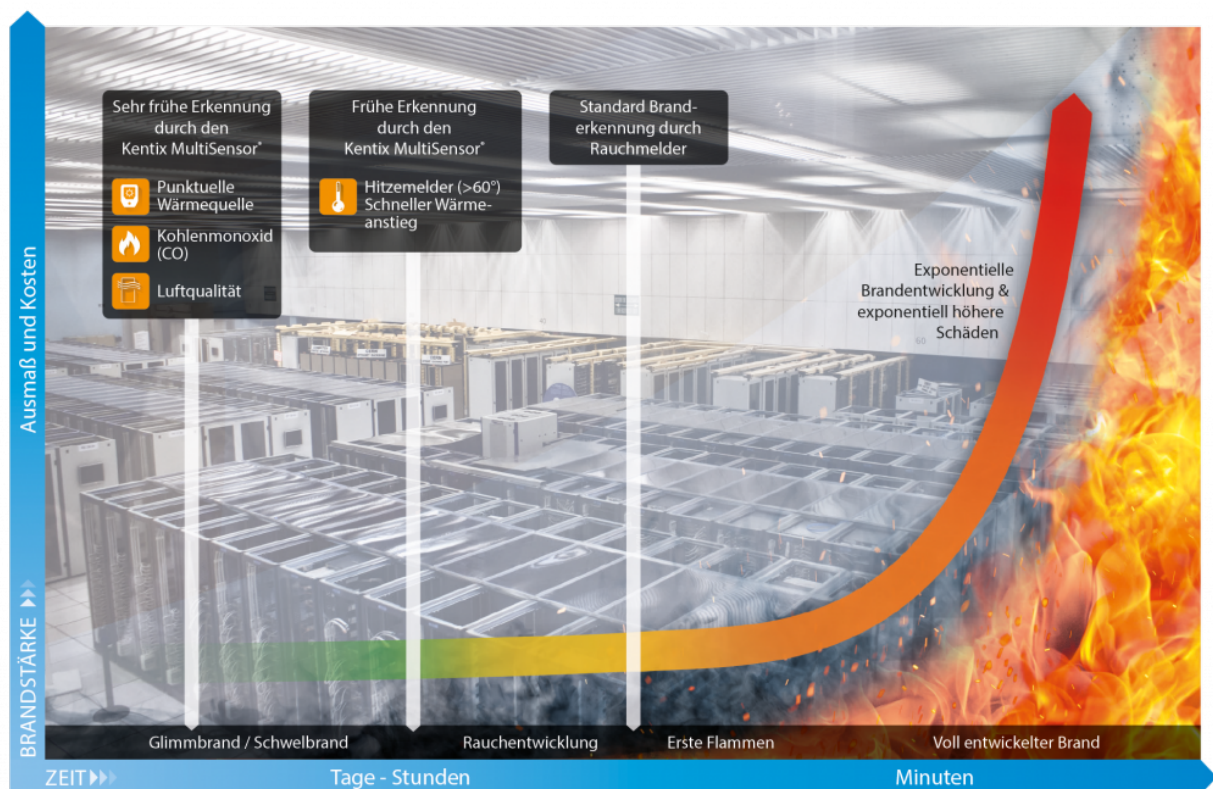 Sehr frühe Erkennung
durch den
Kentix MultiSensor*
Punktuelle
Wärmequelle
Kohlenmonoxid
(CO)
Luftqualität
Frühe Erkennung
durch den
Kentix MultiSensor*
Hitzemelder (>60°)
Schneller Wärme-
anstieg
Standard Brand-
erkennung durch
Rauchmelder
Exponentielle
Brandentwicklung &
exponentiell höhere
Schäden
60
Ausmaß und Kosten
BRANDSTÄRKE
Glimmbrand / Schwelbrand
Rauchentwicklung
Erste Flammen
Voll entwickelter Brand
ZEIT
Tage - Stunden
Minuten